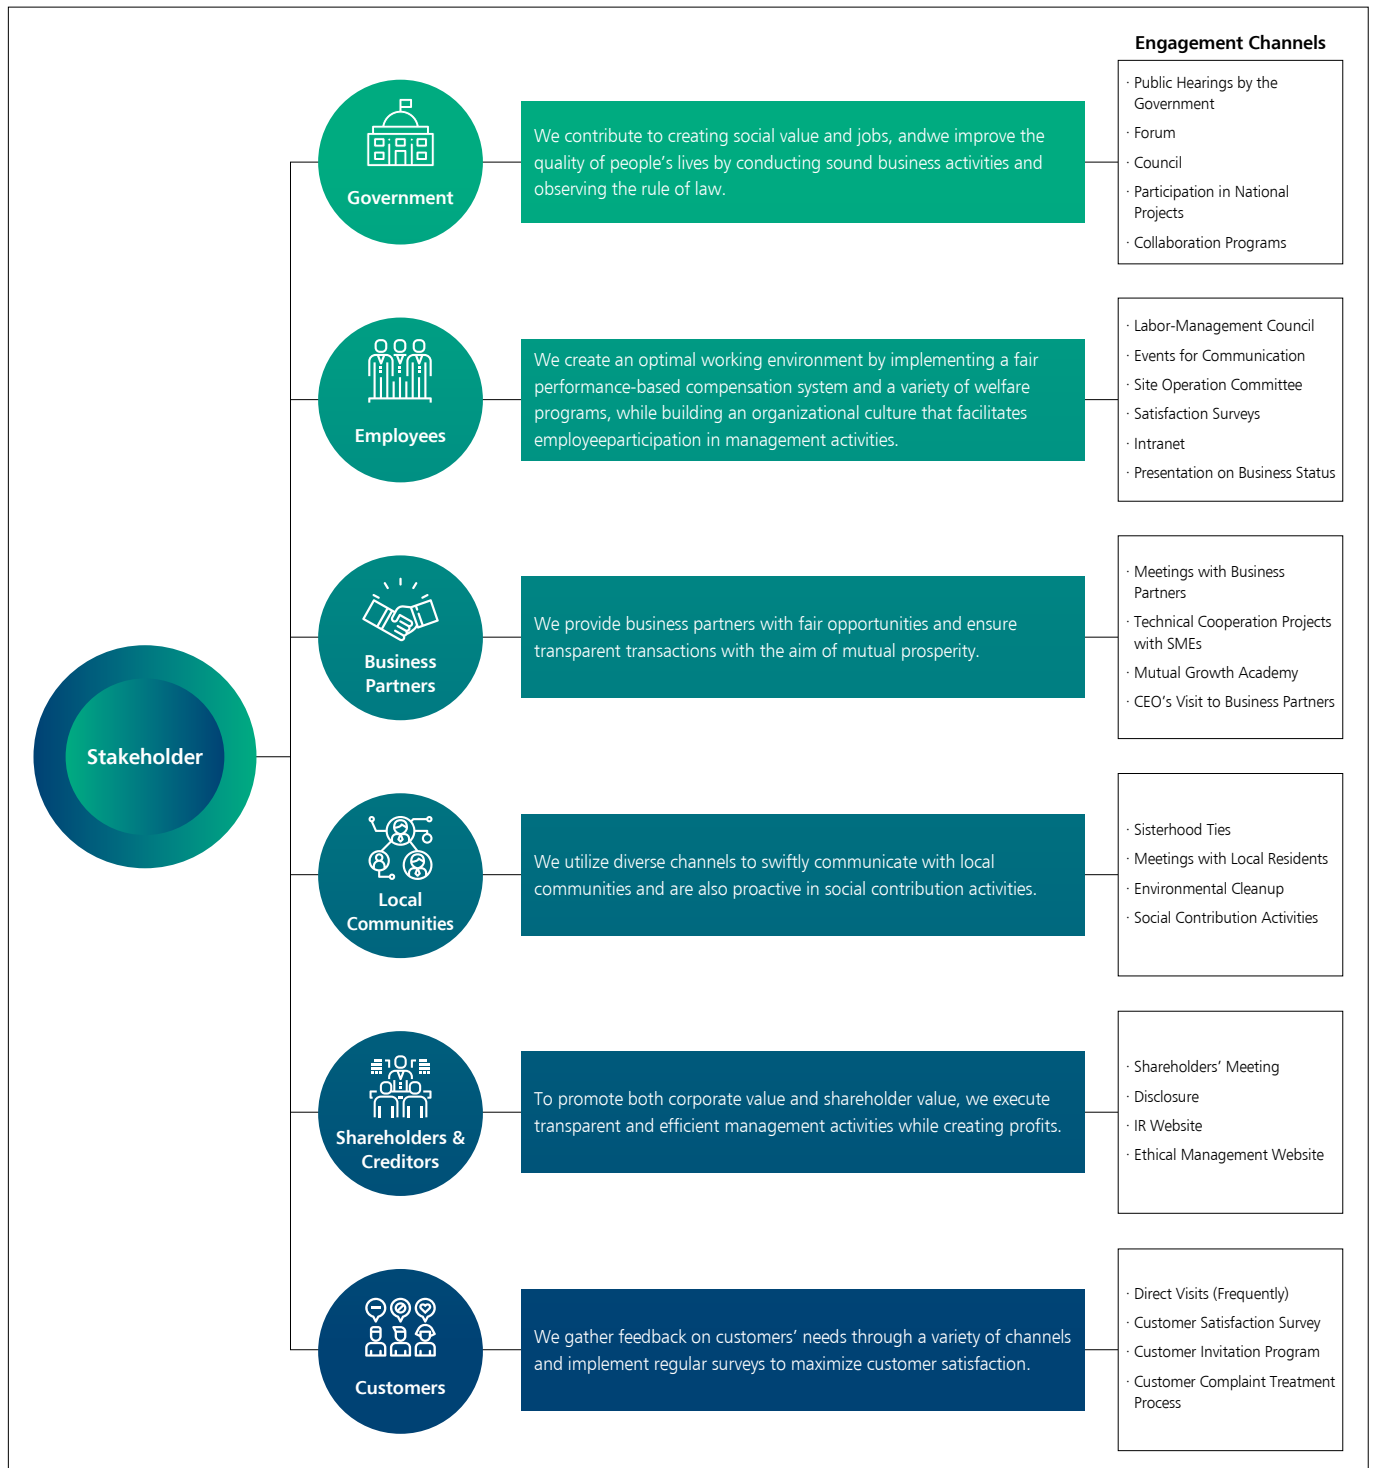 Engagement Channels
Stakeholder
Government
We contribute to creating social value and jobs, andwe improve the
quality of people’s lives by conducting sound business activities and
observing the rule of law.
· Public Hearings by the
Government
· Forum
· Council
· Participation in National
Projects
· Collaboration Programs
Employees
We create an optimal working environment by implementing a fair
performance-based compensation system and a variety of welfare
programs, while building an organizational culture that facilitates
employeeparticipation in management activities.
· Labor-Management Council
· Events for Communication
· Site Operation Committee
· Satisfaction Surveys
· Intranet
· Presentation on Business Status
Business
Partners
We provide business partners with fair opportunities and ensure
transparent transactions with the aim of mutual prosperity.
· Meetings with Business
Partners
· Technical Cooperation Projects
with SMEs
· Mutual Growth Academy
· CEO’s Visit to Business Partners
Local
Communities
We utilize diverse channels to swiftly communicate with local
communities and are also proactive in social contribution activities.
· Sisterhood Ties
· Meetings with Local Residents
· Environmental Cleanup
· Social Contribution Activities
Shareholders &
Creditors
To promote both corporate value and shareholder value, we execute
transparent and efficient management activities while creating profits.
· Shareholders’ Meeting
· Disclosure
· IR Website
· Ethical Management Website
Customers
We gather feedback on customers’ needs through a variety of channels
and implement regular surveys to maximize customer satisfaction.
· Direct Visits (Frequently)
· Customer Satisfaction Survey
· Customer Invitation Program
· Customer Complaint Treatment
Process